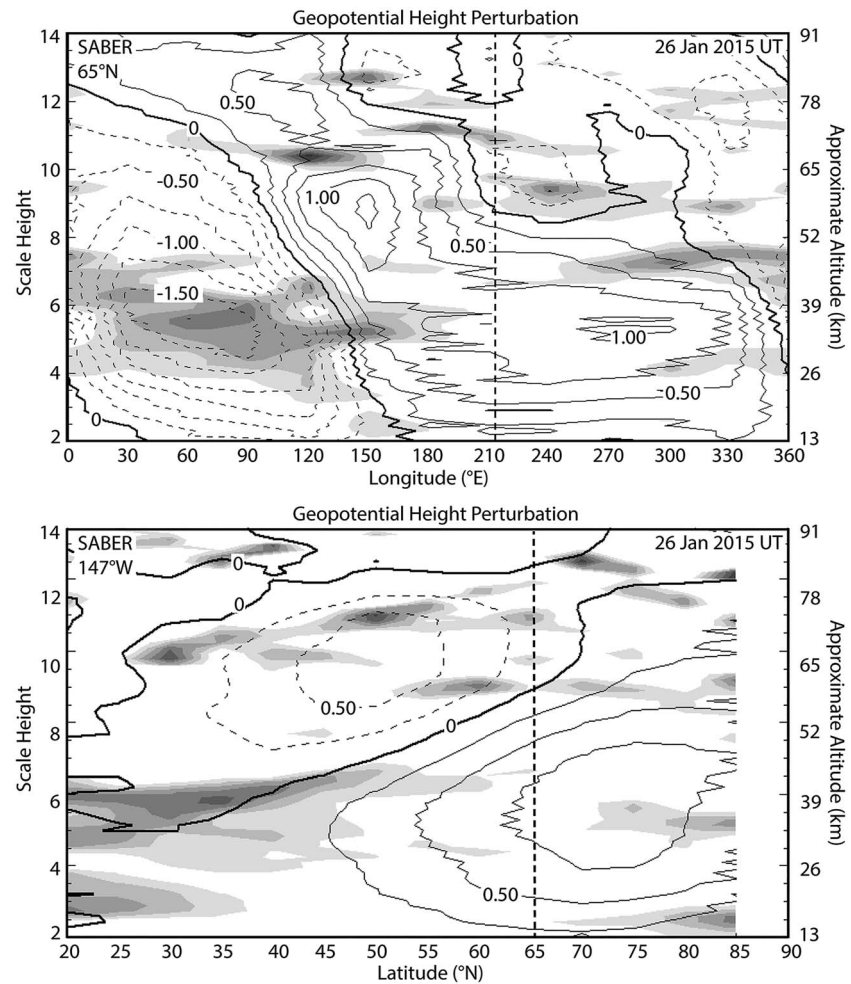 Geopotential Height Perturbation
SABER
65°N
26 Jan 2015 UT
14
12
10
8
6
4
2
Scale Height
91
78
65
52
39
26
13
Approximate Altitude (km)
0
0.50
0
0
-0.50
1.00
-1.00
0.50
-1.50
1.00
-0.50
0
0 30 60 90 120 150 180 210 240 270 300 330 360
Longitude (°E)
Geopotential Height Perturbation
SABER
147°W
26 Jan 2015 UT
14
12
10
8
6
4
2
Scale Height
91
78
65
52
39
26
13
Approximate Altitude (km)
0
0
0.50
0
0.50
20 25 30 35 40 45 50 55 60 65 70 75 80 85 90
Latitude (°N)